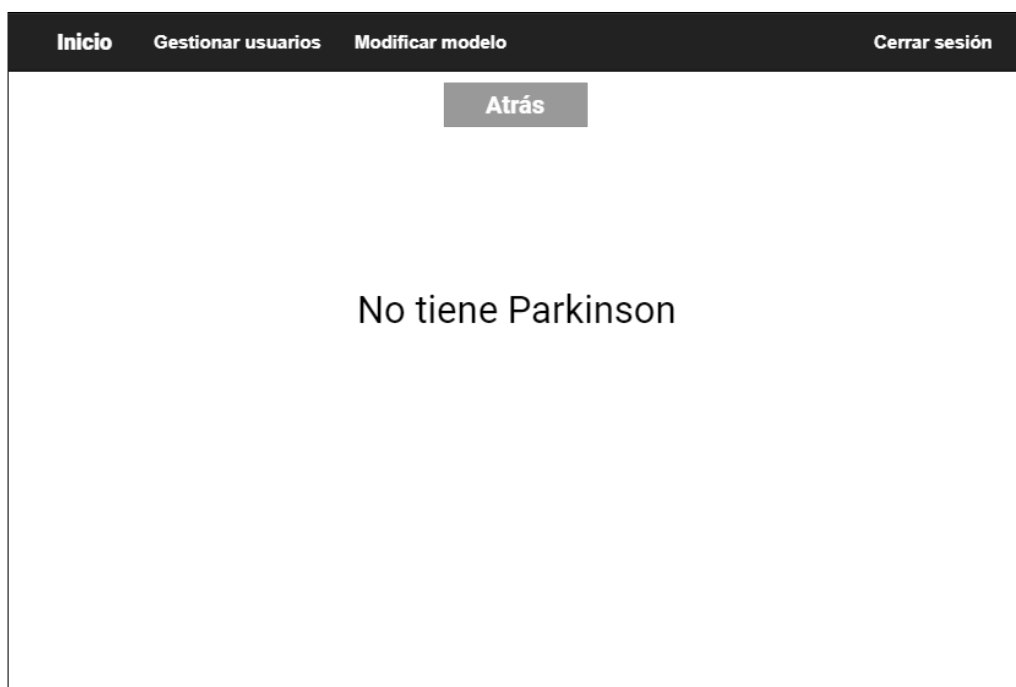 Inicio Gestionar usuarios Modificar modelo Cerrar sesión
Atrás
No tiene Parkinson